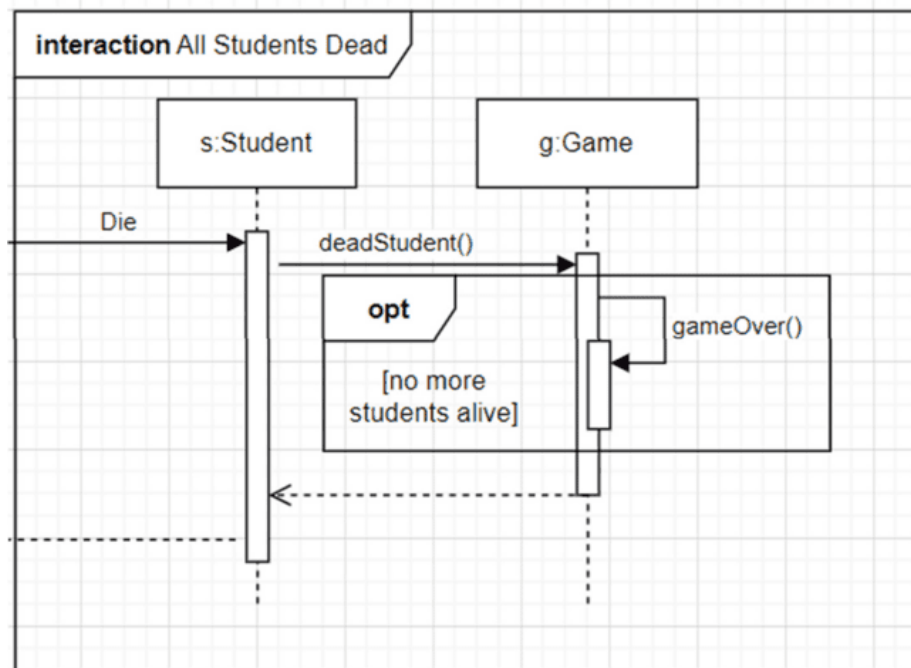 interaction All Students Dead
s:Student
g:Game
Die
deadStudent()
opt
gameOver()
[no more
students alive]